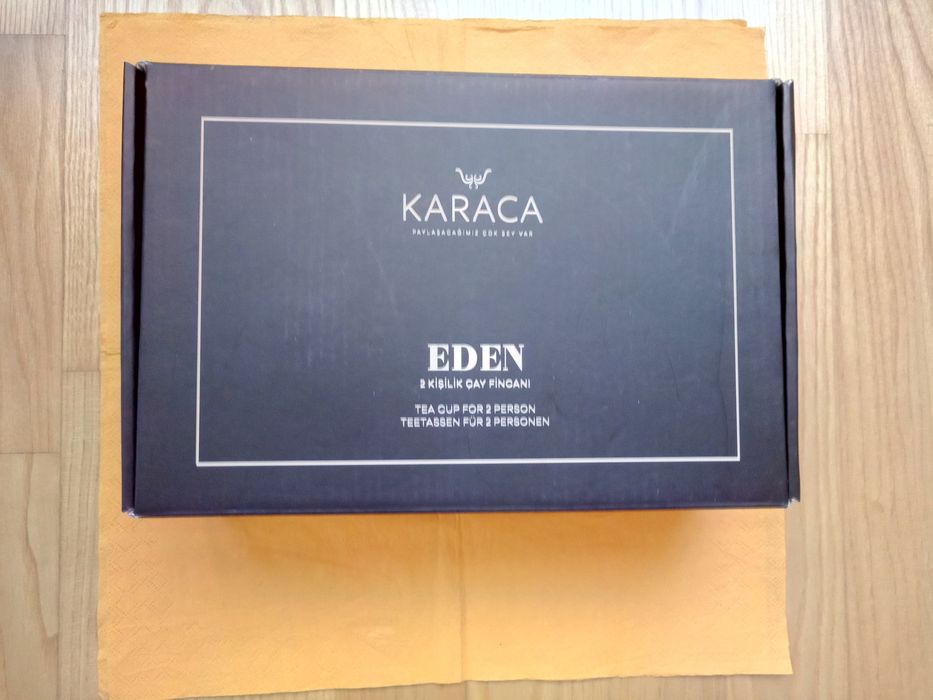 KARACA
PAYLAŞACAĞIMIZ ÇOK ŞEY VAR
EDEN
2 KİŞİLİK ÇAY FİNCANI
TEA CUP FOR 2 PERSON
TEETASSEN FÜR 2 PERSONEN